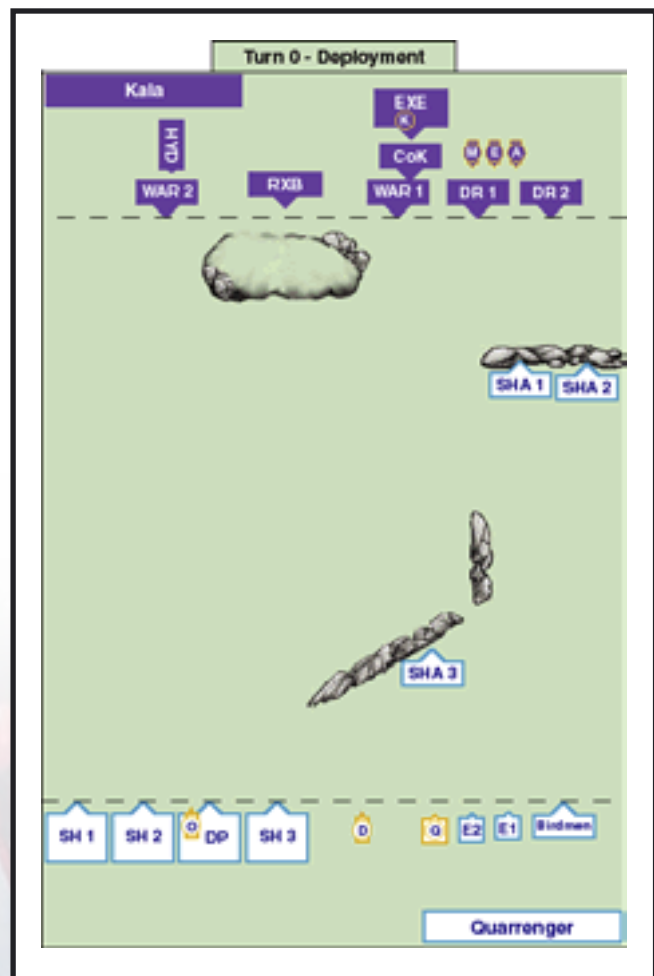 Turn 0 - Deployment
Kala
EXE
K
HYD
CoK
M E A
WAR 2
RXB
WAR 1
DR 1
DR 2
SHA 1
SHA 2
SHA 3
SH 1
SH 2
O
DP
SH 3
D
Q
E2
E1
Birdmen
Quarrenger